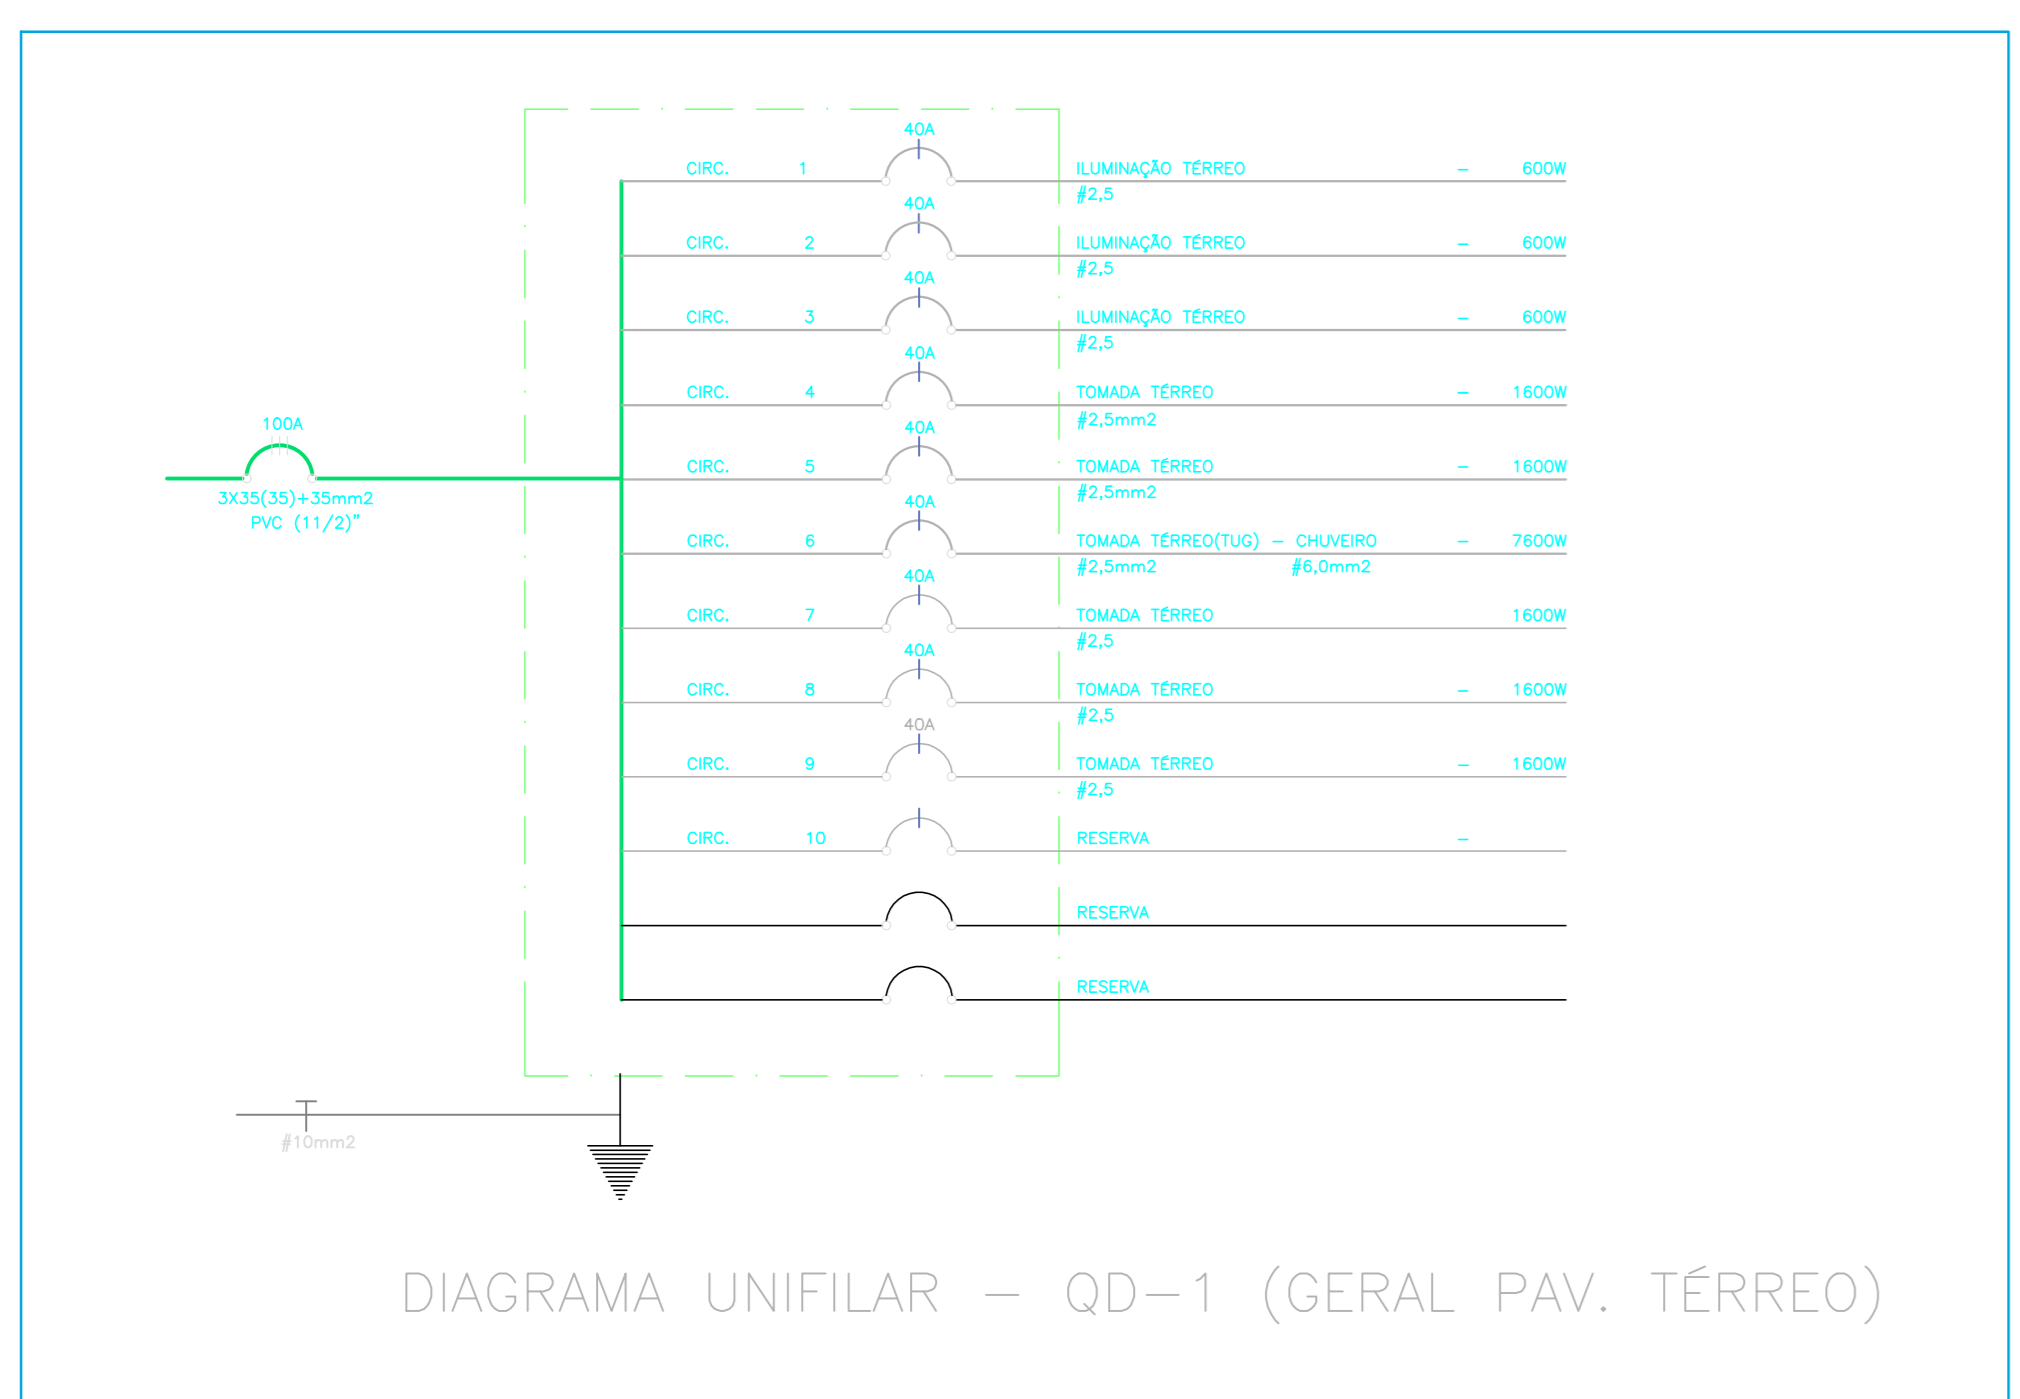 40A
CIRC. 1 ILUMINAÇÃO TÉRREO - 600W
#2,5
40A
CIRC. 2 ILUMINAÇÃO TÉRREO - 600W
#2,5
40A
CIRC. 3 ILUMINAÇÃO TÉRREO - 600W
#2,5
40A
CIRC. 4 TOMADA TÉRREO - 1600W
#2,5mm2
100A
40A
CIRC. 5 TOMADA TÉRREO - 1600W
#2,5mm2
3X35(35)+35mm2
PVC (11/2)"
40A
CIRC. 6 TOMADA TÉRREO(TUG) - CHUVEIRO - 7600W
#2,5mm2 #6,0mm2
40A
CIRC. 7 TOMADA TÉRREO 1600W
#2,5
40A
CIRC. 8 TOMADA TÉRREO - 1600W
#2,5
40A
CIRC. 9 TOMADA TÉRREO - 1600W
#2,5
CIRC. 10 RESERVA -
RESERVA
RESERVA
#10mm2
DIAGRAMA UNIFILAR - QD-1 (GERAL PAV. TÉRREO)